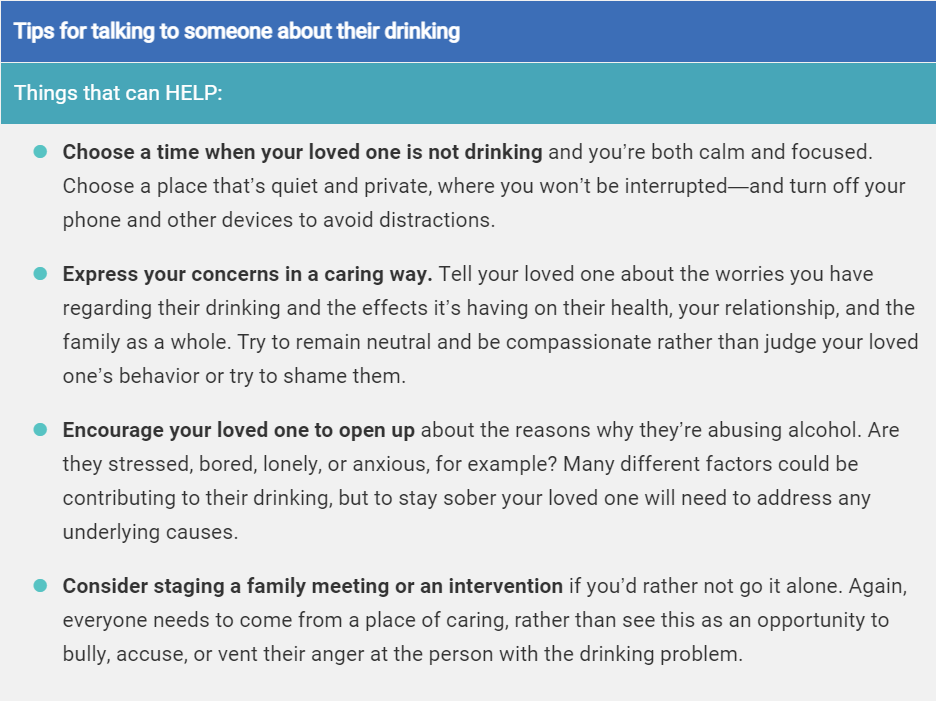 Tips for talking to someone about their drinking
Things that can HELP:
Choose a time when your loved one is not drinking and you’re both calm and focused.
Choose a place that’s quiet and private, where you won’t be interrupted—and turn off your
phone and other devices to avoid distractions.
Express your concerns in a caring way. Tell your loved one about the worries you have
regarding their drinking and the effects it’s having on their health, your relationship, and the
family as a whole. Try to remain neutral and be compassionate rather than judge your loved
one’s behavior or try to shame them.
Encourage your loved one to open up about the reasons why they’re abusing alcohol. Are
they stressed, bored, lonely, or anxious, for example? Many different factors could be
contributing to their drinking, but to stay sober your loved one will need to address any
underlying causes.
Consider staging a family meeting or an intervention if you’d rather not go it alone. Again,
everyone needs to come from a place of caring, rather than see this as an opportunity to
bully, accuse, or vent their anger at the person with the drinking problem.